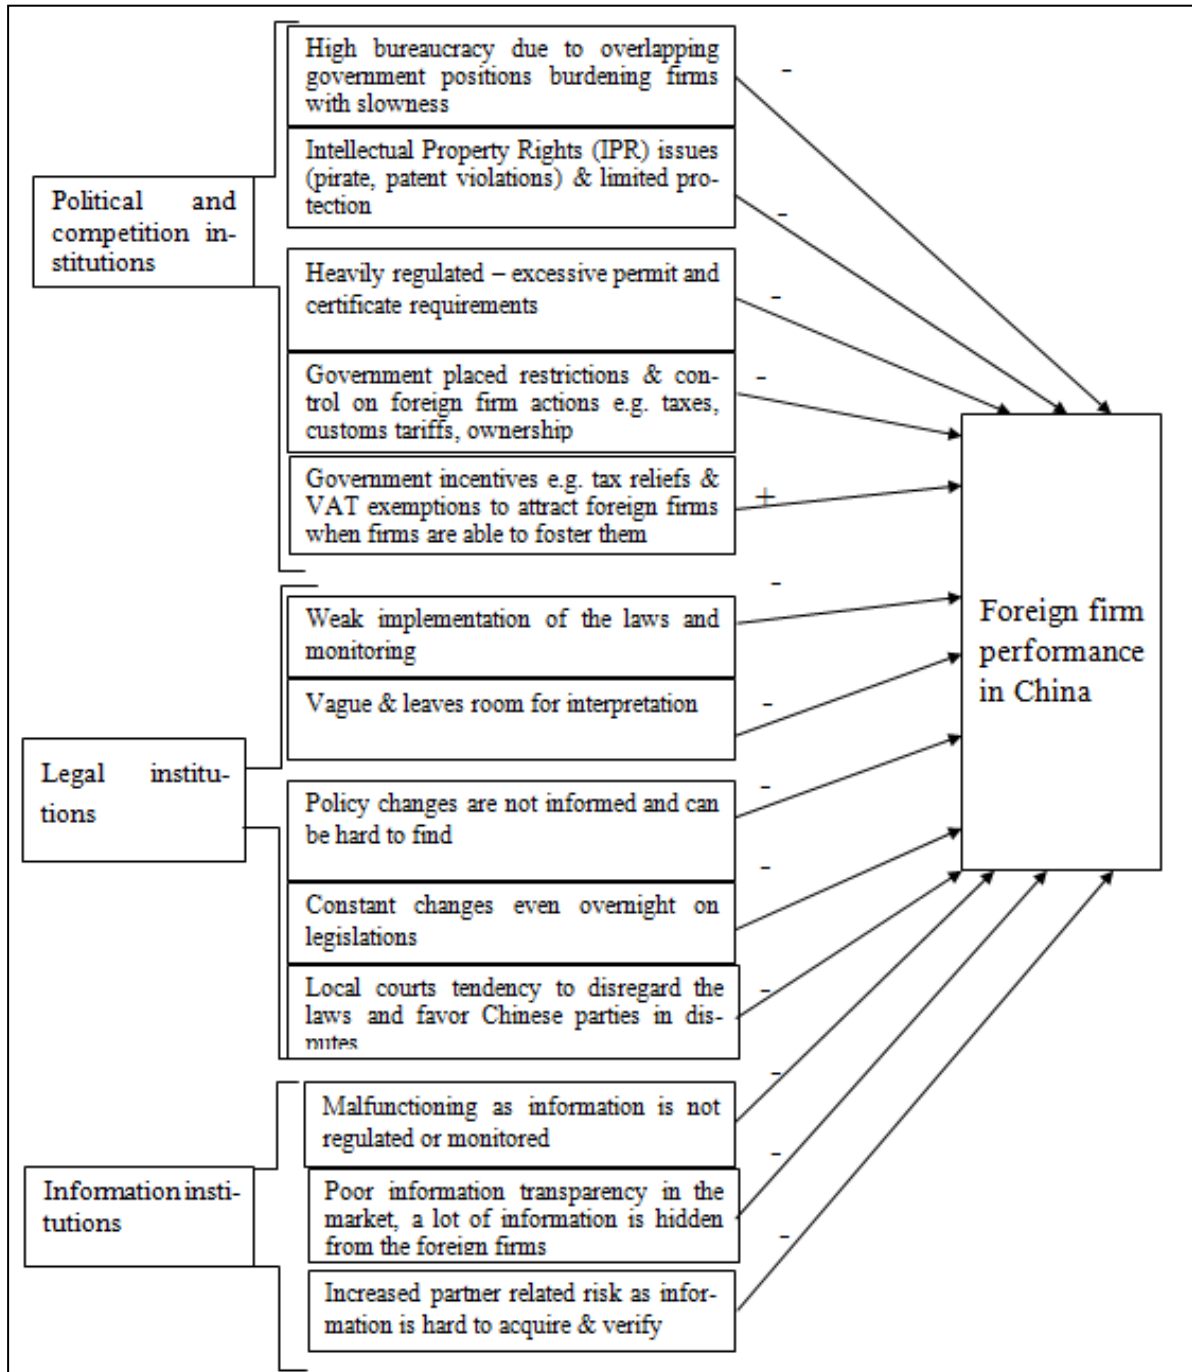 High bureaucracy due to overlapping
government positions burdening firms
with slowness
-
Intellectual Property Rights (IPR) issues
(pirate, patent violations) & limited pro-
tection
-
Political and
competition in-
stitutions
Heavily regulated – excessive permit and
certificate requirements
-
Government placed restrictions & con-
trol on foreign firm actions e.g. taxes,
customs tariffs, ownership
-
Government incentives e.g. tax reliefs &
VAT exemptions to attract foreign firms
when firms are able to foster them
+
Weak implementation of the laws and
monitoring
-
Vague & leaves room for interpretation
-
Legal institu-
tions
Policy changes are not informed and can
be hard to find
-
Constant changes even overnight on
legislations
-
Local courts tendency to disregard the
laws and favor Chinese parties in dis-
putes
-
Malfunctioning as information is not
regulated or monitored
-
Information insti-
tutions
Poor information transparency in the
market, a lot of information is hidden
from the foreign firms
-
Increased partner related risk as infor-
mation is hard to acquire & verify
-
Foreign firm
performance
in China